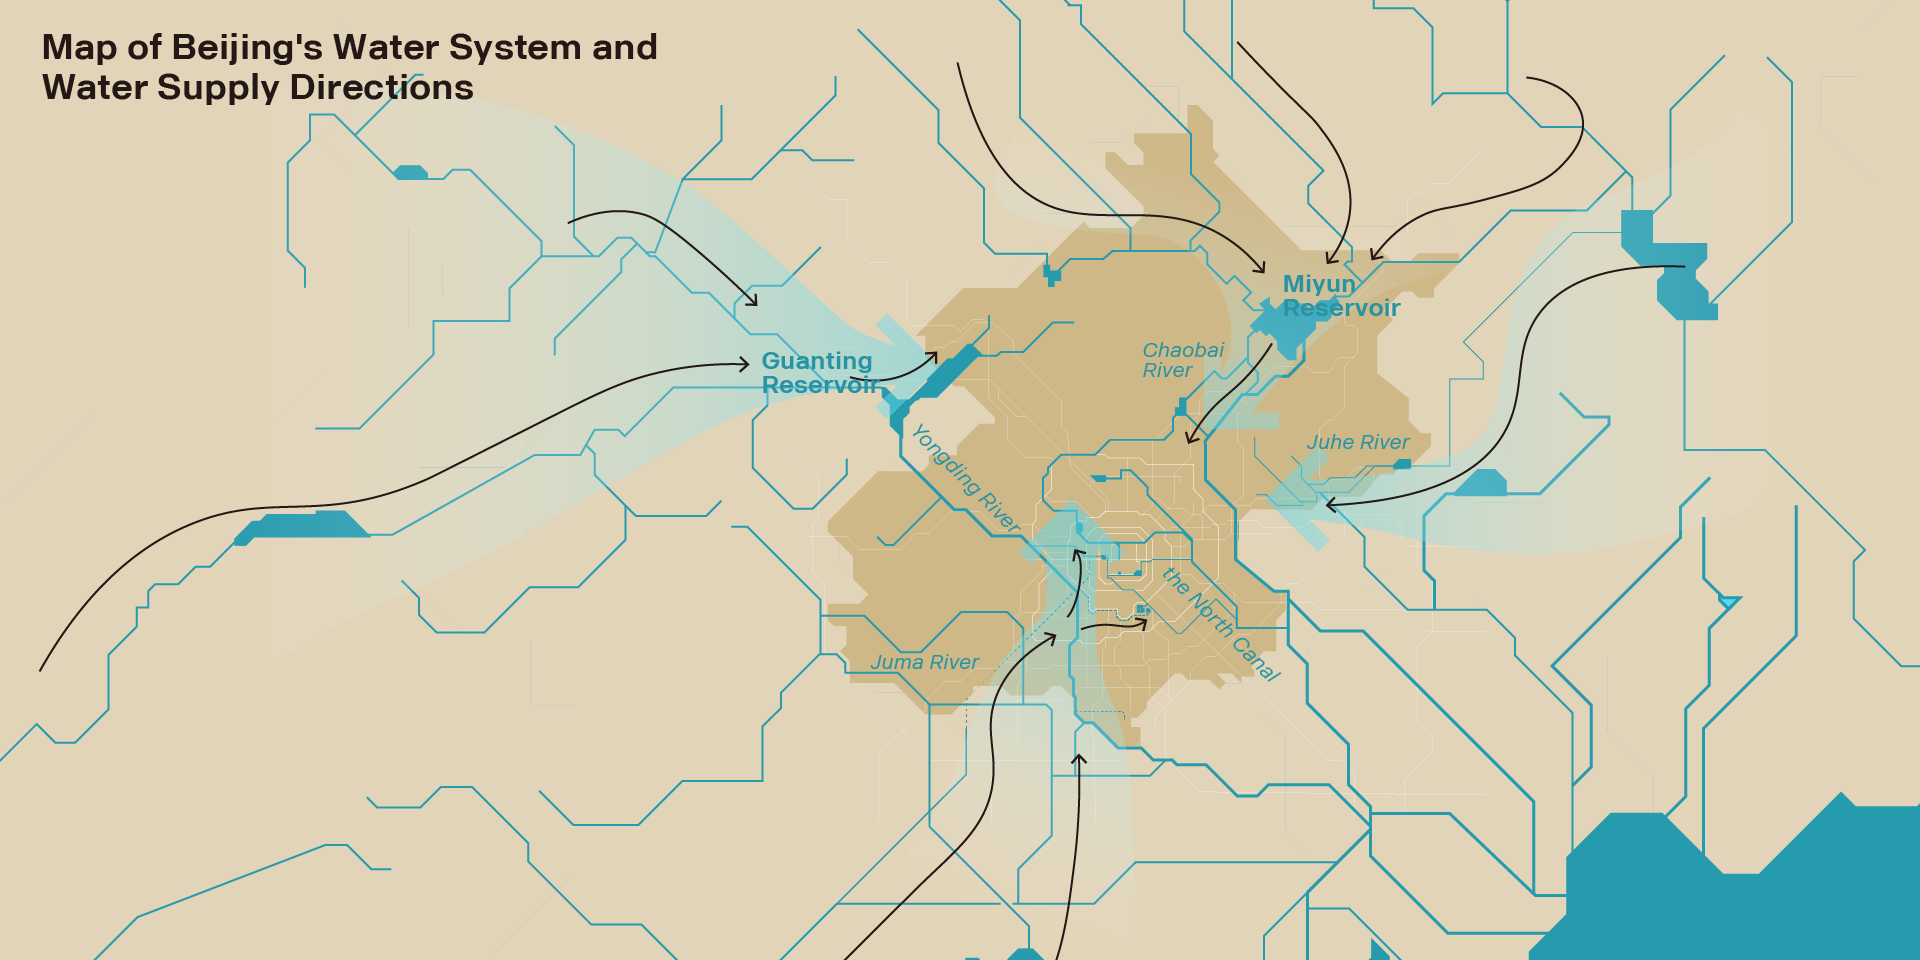 Map of Beijing's Water System and
Water Supply Directions
Miyun
Reservoir
Chaobai
River
Guanting
Reservoir
Yongding River
Juhe River
the North Canal
Juma River